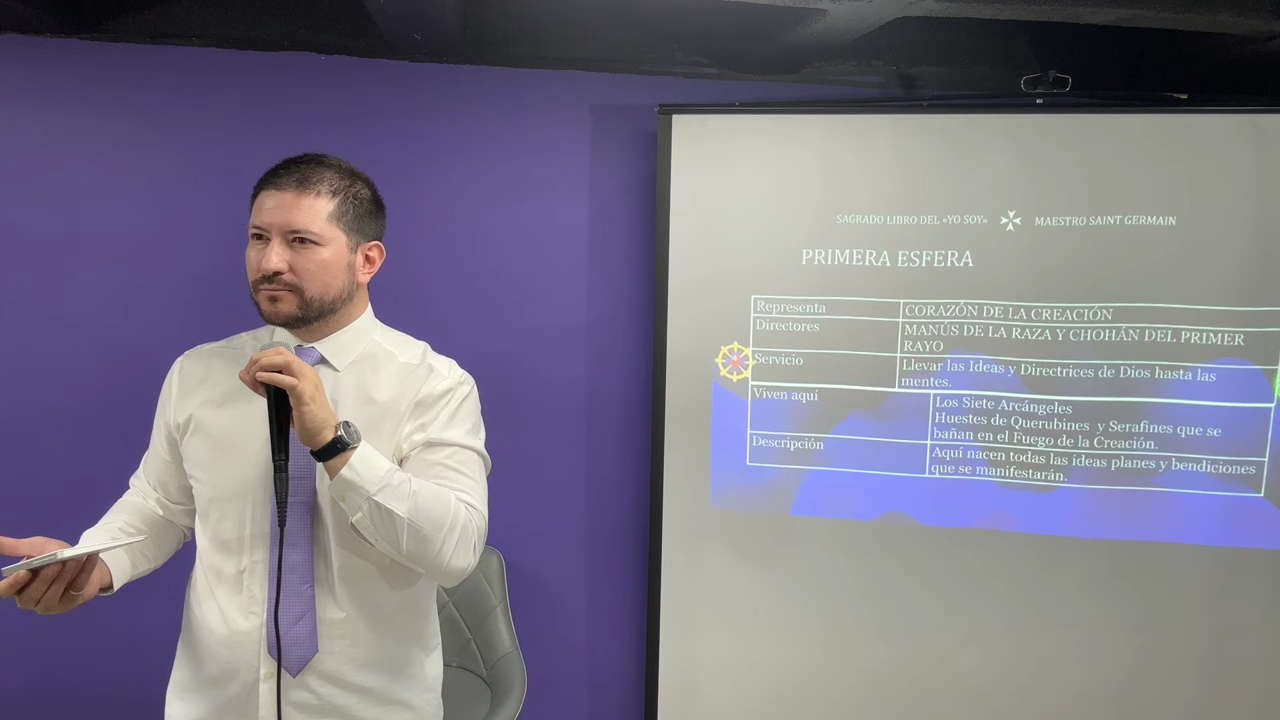 SAGRADO LIBRO DEL «YO SOY» MAESTRO SAINT GERMAIN
PRIMERA ESFERA
Representa CORAZÓN DE LA CREACIÓN
Directores MANÚS DE LA RAZA Y CHOHÁN DEL PRIMER
RAYO
Servicio Llevar las Ideas y Directrices de Dios hasta las
mentes.
Viven aquí Los Siete Arcángeles
Huestes de Querubines y Serafines que se
bañan en el Fuego de la Creación.
Descripción Aquí nacen todas las ideas planes y bendiciones
que se manifestarán.